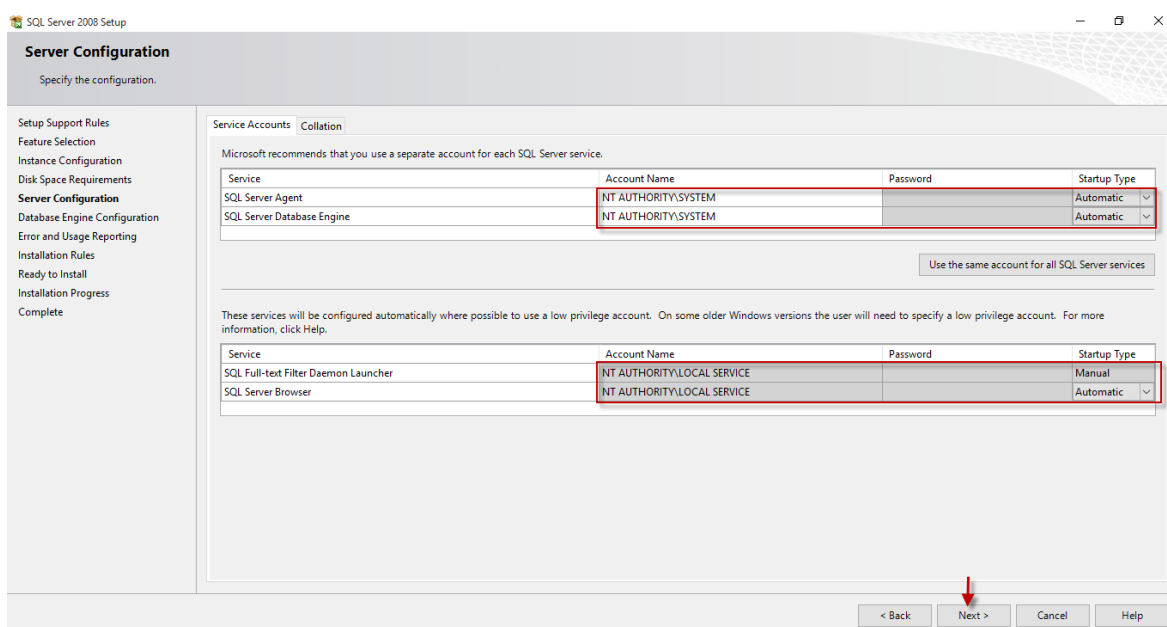 SQL Server 2008 Setup
Server Configuration
Specify the configuration.
Setup Support Rules
Feature Selection
Instance Configuration
Disk Space Requirements
Server Configuration
Database Engine Configuration
Error and Usage Reporting
Installation Rules
Ready to Install
Installation Progress
Complete
Service Accounts Collation
Microsoft recommends that you use a separate account for each SQL Server service.
Service Account Name Password Startup Type
SQL Server Agent NT AUTHORITY\SYSTEM Automatic
SQL Server Database Engine NT AUTHORITY\SYSTEM Automatic
Use the same account for all SQL Server services
These services will be configured automatically where possible to use a low privilege account. On some older Windows versions the user will need to specify a low privilege account. For more
information, click Help.
Service Account Name Password Startup Type
SQL Full-text Filter Daemon Launcher NT AUTHORITY\LOCAL SERVICE Manual
SQL Server Browser NT AUTHORITY\LOCAL SERVICE Automatic
< Back Next > Cancel Help